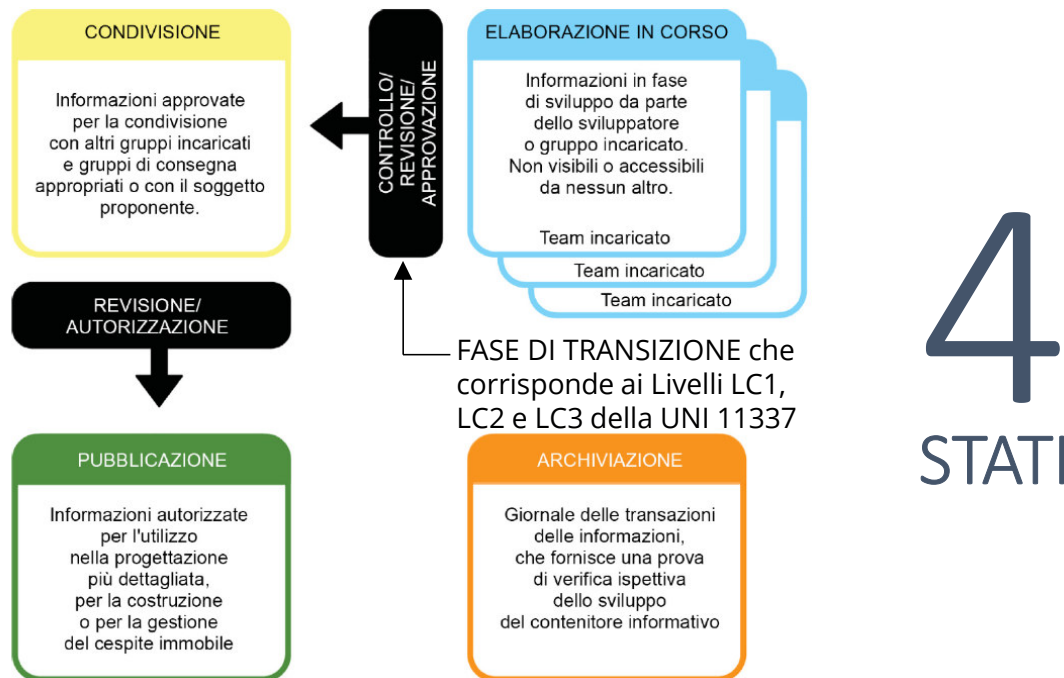 CONDIVISIONE
Informazioni approvate
per la condivisione
con altri gruppi incaricati
e gruppi di consegna
appropriati o con il soggetto
proponente.
CONTROLLO/
REVISIONE/
APPROVAZIONE
ELABORAZIONE IN CORSO
Informazioni in fase
di sviluppo da parte
dello sviluppatore
o gruppo incaricato.
Non visibili o accessibili
da nessun altro.
Team incaricato
Team incaricato
Team incaricato
REVISIONE/
AUTORIZZAZIONE
FASE DI TRANSIZIONE che
corrisponde ai Livelli LC1,
LC2 e LC3 della UNI 11337
4
STATI
PUBBLICAZIONE
Informazioni autorizzate
per l'utilizzo
nella progettazione
più dettagliata,
per la costruzione
o per la gestione
del cespite immobile
ARCHIVIAZIONE
Giornale delle transazioni
delle informazioni,
che fornisce una prova
di verifica ispettiva
dello sviluppo
del contenitore informativo